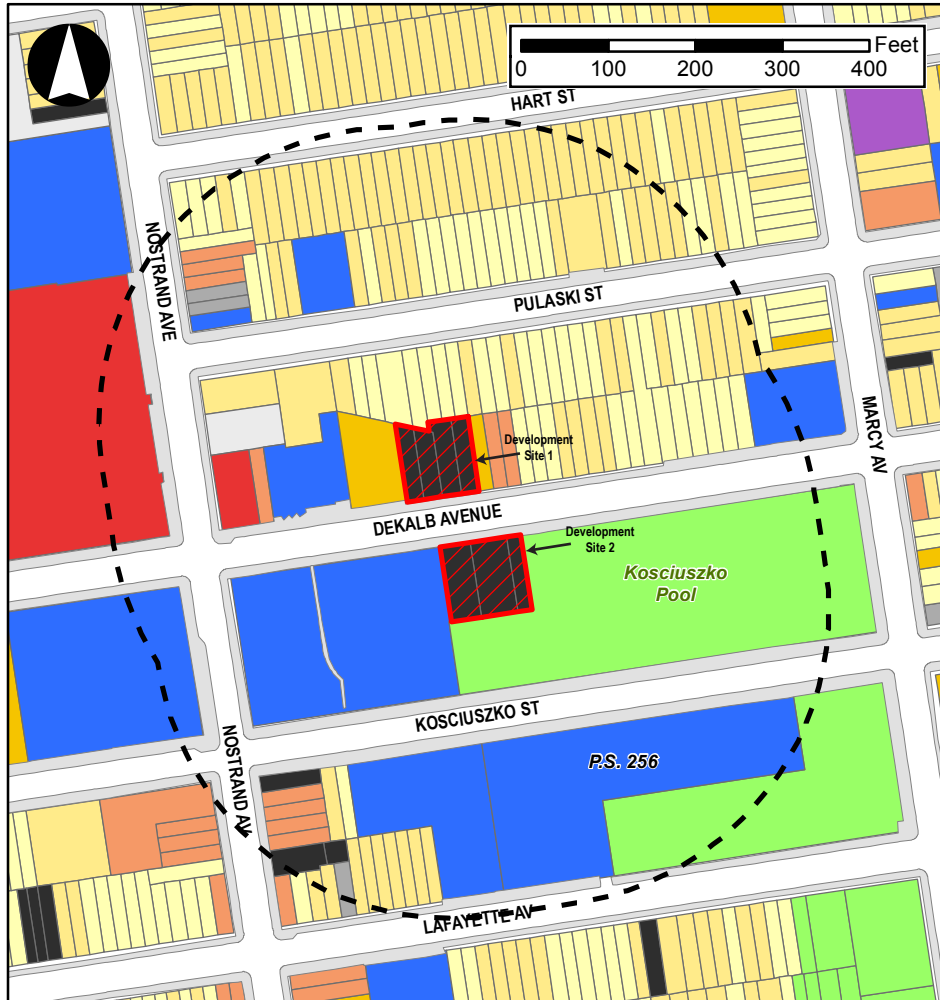 Feet
0 100 200 300 400
HART ST
NOSTRAND AVE
PULASKI ST
MARCY AV
Development
Site 1
DEKALB AVENUE
Development
Site 2
Kosciuszko
Pool
KOSCIUSZKO ST
NOSTRAND AV
P.S. 256
LAFAYETTE AV